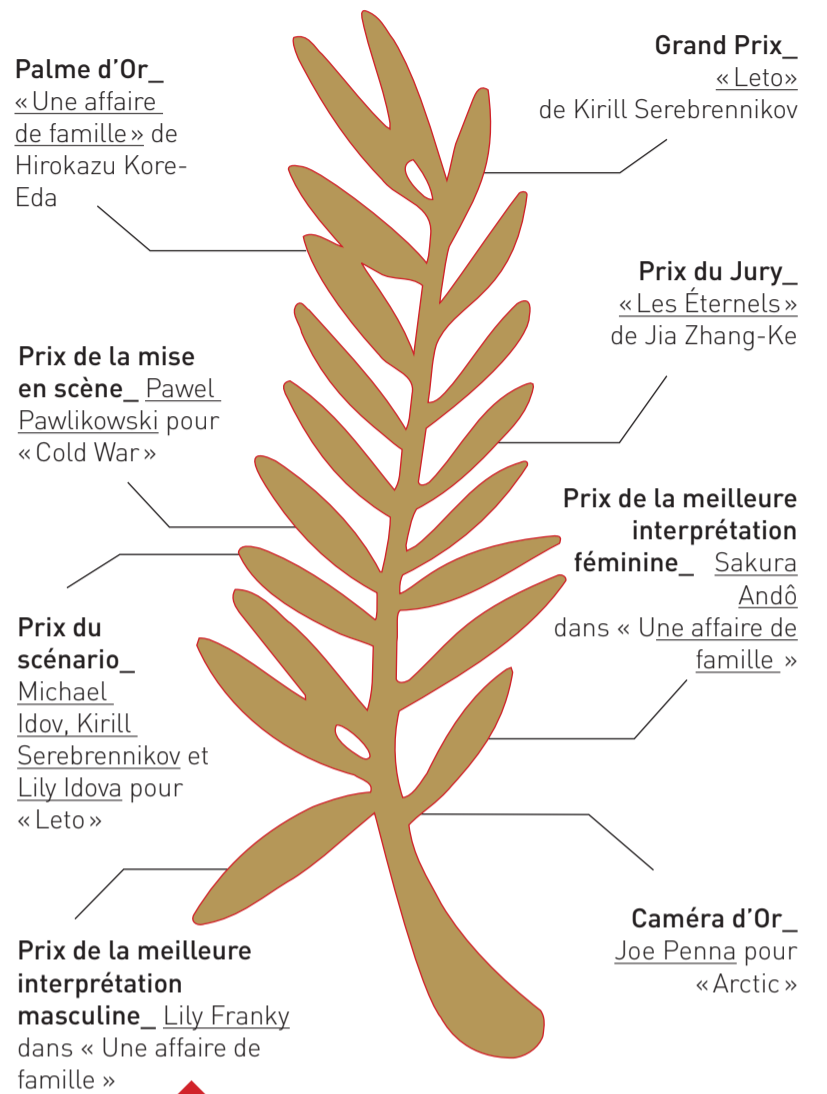 Palme d’Or_
« Une affaire
de famille » de
Hirokazu Kore-
Eda
Grand Prix_
« Leto»
de Kirill Serebrennikov
Prix du Jury_
« Les Éternels »
de Jia Zhang-Ke
Prix de la mise
en scène_ Pawel
Pawlikowski pour
« Cold War »
Prix de la meilleure
interprétation
féminine_ Sakura
Andô
dans « Une affaire de
famille »
Prix du
scénario_
Michael
Idov, Kirill
Serebrennikov et
Lily Idova pour
« Leto »
Caméra d’Or_
Joe Penna pour
« Arctic »
Prix de la meilleure
interprétation
masculine_ Lily Franky
dans « Une affaire de
famille »